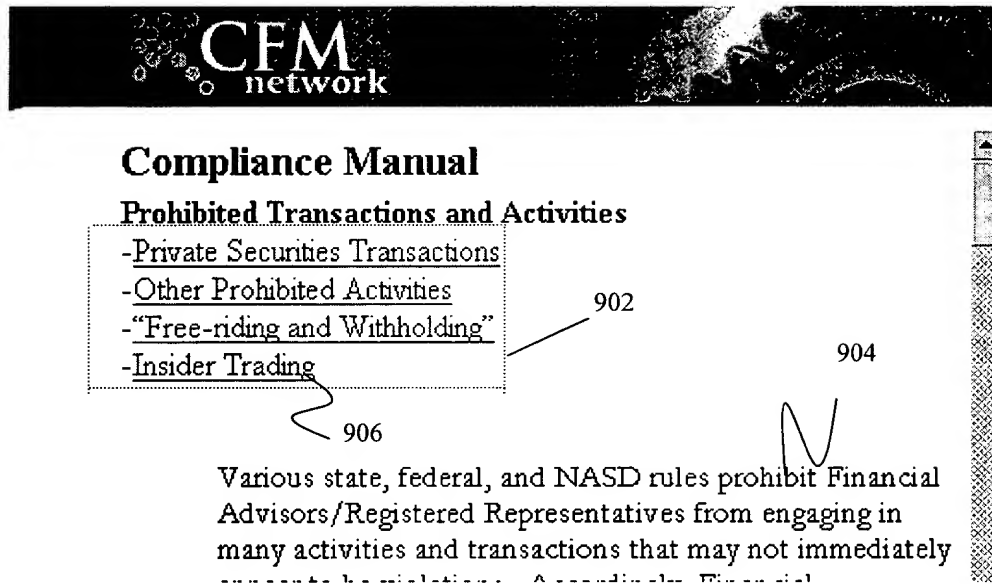 CFM
network
Compliance Manual
Prohibited Transactions and Activities
-Private Securities Transactions
-Other Prohibited Activities
-“Free-riding and Withholding”
-Insider Trading
902
904
906
Various state, federal, and NASD rules prohibit Financial
Advisors/Registered Representatives from engaging in
many activities and transactions that may not immediately